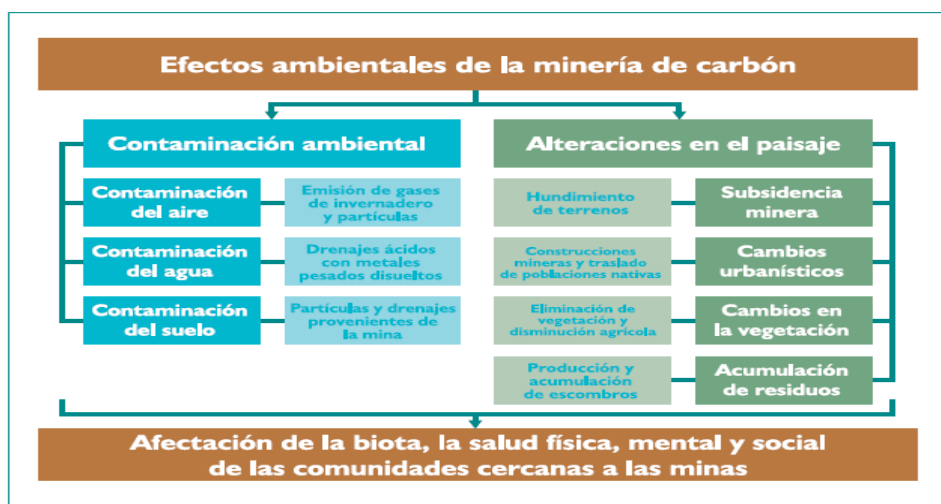 Efectos ambientales de la minería de carbón
Contaminación ambiental
Contaminación
del aire
Emisión de gases
de invernadero
y partículas
Contaminación
del agua
Drenajes ácidos
con metales
pesados disueltos
Contaminación
del suelo
Partículas y drenajes
provenientes de
la mina
Alteraciones en el paisaje
Hundimiento
de terrenos
Subsidencia
minera
Construcciones
mineras y traslado
de poblaciones nativas
Cambios
urbanísticos
Eliminación de
vegetación y
disminución agrícola
Cambios en
la vegetación
Producción y
acumulación
de escombros
Acumulación
de residuos
Afectación de la biota, la salud física, mental y social
de las comunidades cercanas a las minas